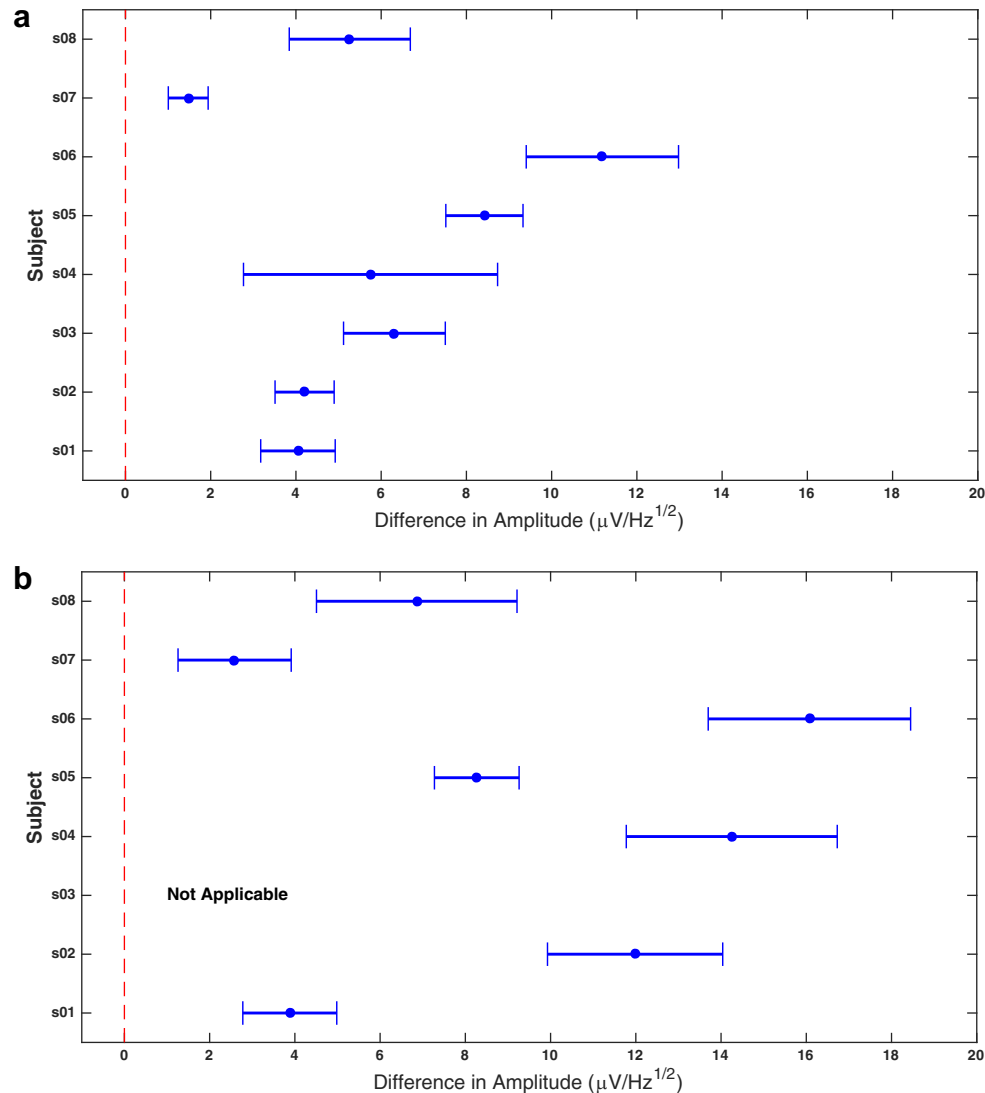 a
Subject
s08
s07
s06
s05
s04
s03
s02
s01
0 2 4 6 8 10 12 14 16 18 20
Difference in Amplitude (μV/Hz^1/2)
b
Subject
s08
s07
s06
s05
s04
s03 Not Applicable
s02
s01
0 2 4 6 8 10 12 14 16 18 20
Difference in Amplitude (μV/Hz^1/2)